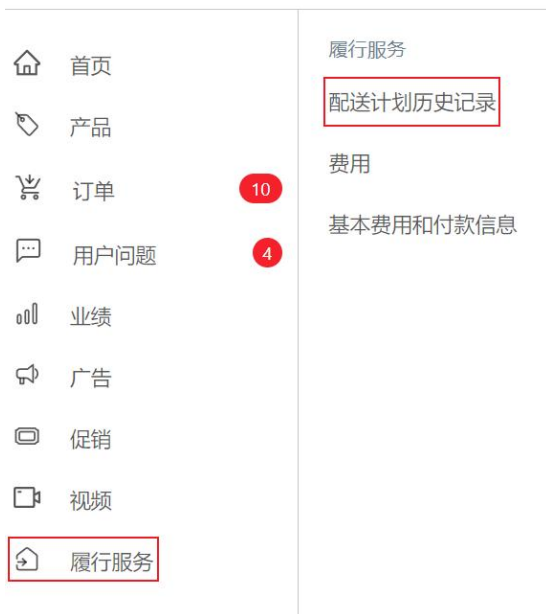 首页
产品
订单
10
用户问题
4
业绩
广告
促销
视频
履行服务
履行服务
配送计划历史记录
费用
基本费用和付款信息